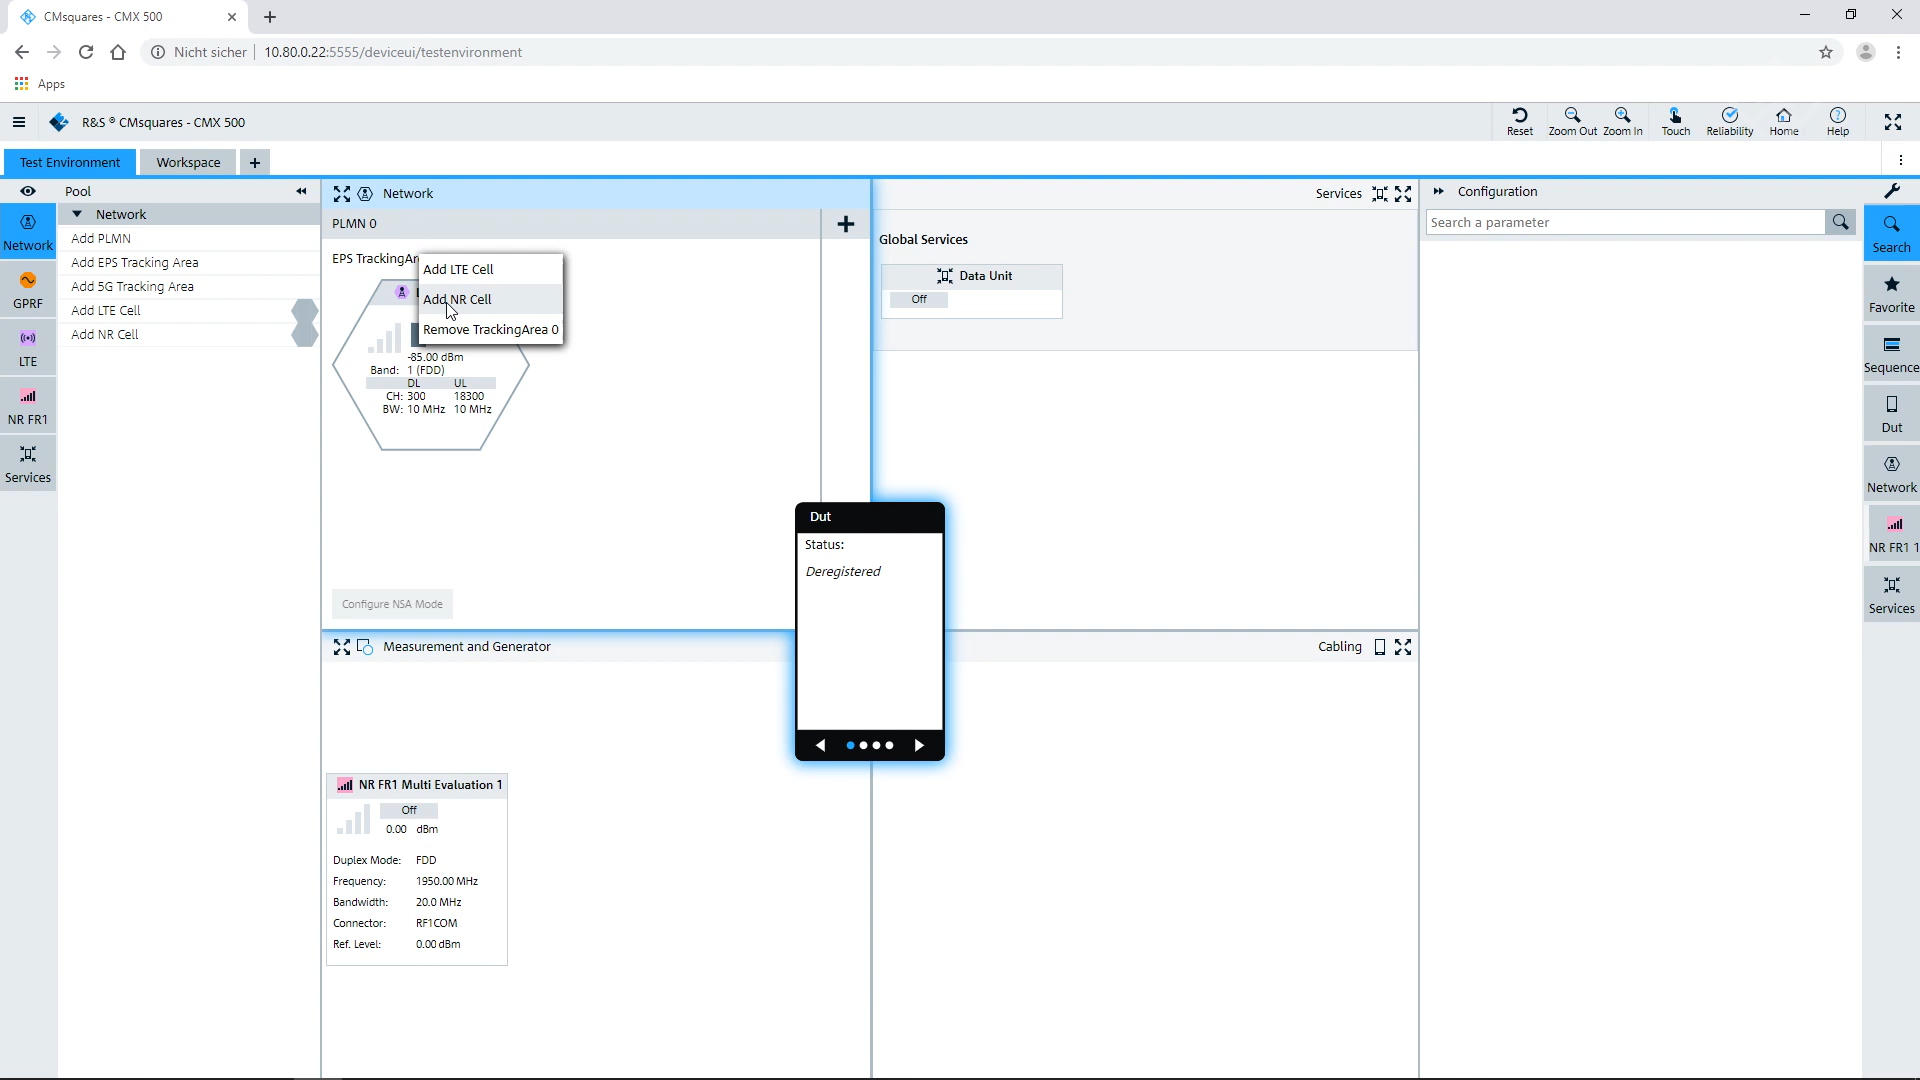 CMsquares - CMX 500
Nicht sicher
10.80.0.22:5555/deviceui/testenvironment
Apps
R&S ® CMsquares - CMX 500
Reset
Zoom Out
Zoom In
Touch
Reliability
Home
Help
Test Environment
Workspace
Pool
Network
GPRF
LTE
NR FR1
Services
Network
Add PLMN
Add EPS Tracking Area
Add 5G Tracking Area
Add LTE Cell
Add NR Cell
Network
PLMN 0
EPS TrackingAr
Add LTE Cell
Add NR Cell
Remove TrackingArea 0
-85.00 dBm
Band: 1 (FDD)
DL UL
CH: 300 18300
BW: 10 MHz 10 MHz
Configure NSA Mode
Services
Global Services
Data Unit
Off
Dut
Status:
Deregistered
Measurement and Generator
NR FR1 Multi Evaluation 1
Off
0.00 dBm
Duplex Mode: FDD
Frequency: 1950.00 MHz
Bandwidth: 20.0 MHz
Connector: RF1COM
Ref. Level: 0.00 dBm
Cabling
Configuration
Search a parameter
Search
Favorite
Sequence
Dut
Network
NR FR1 1
Services